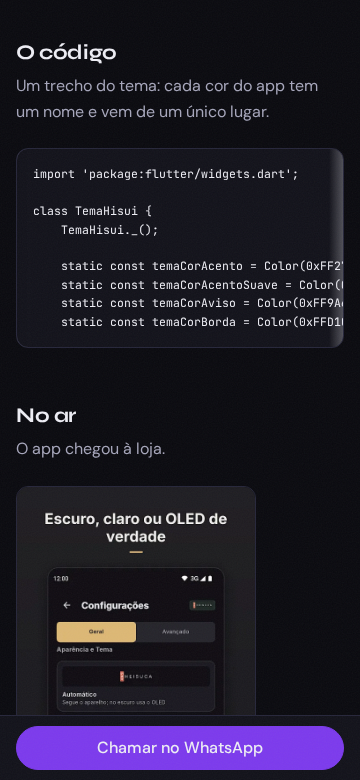 O código
Um trecho do tema: cada cor do app tem
um nome e vem de um único lugar.
import 'package:flutter/widgets.dart';
class TemaHisui {
TemaHisui._();
static const temaCorAcento = Color(0xFF2
static const temaCorAcentoSuave = Color(
static const temaCorAviso = Color(0xFF9A
static const temaCorBorda = Color(0xFFD1
No ar
O app chegou à loja.
Escuro, claro ou OLED de
verdade
12:00 3G
← Configurações
Geral Avançado
Aparência e Tema
Automático
Segue o aparelho; no escuro usa o OLED
Chamar no WhatsApp